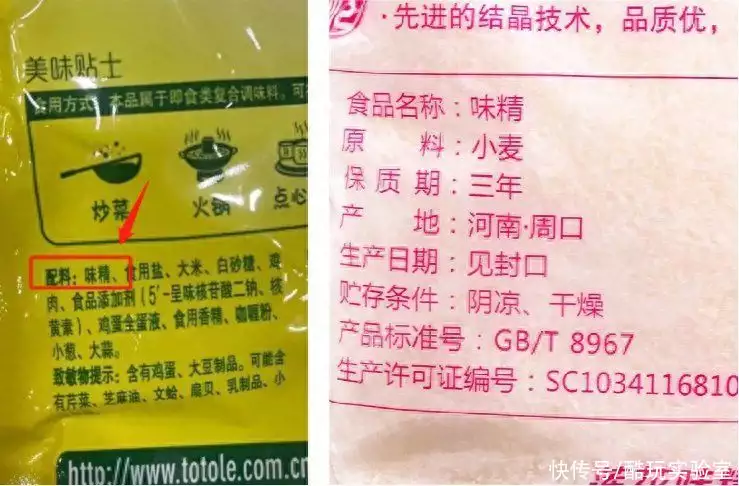 美味贴士
食用方式：本品属于即食类复合调味料。可
炒菜
火锅
点心
配料：味精、食用盐、大米、白砂糖、鸡
肉、食品添加剂（5'-呈味核苷酸二钠、核
黄素）、鸡蛋全蛋液、食用香精、咖喱粉、
小葱、大蒜。
致敏物提示：含有鸡蛋、大豆制品。可能含
有芹菜、芝麻油、文蛤、扇贝、乳制品、小
http://www.totole.com.cn
·先进的结晶技术，品质优，
食品名称：味精
原 料：小麦
保 质 期：三年
产 地：河南·周口
生产日期：见封口
贮存条件：阴凉、干燥
产品标准号：GB/T 8967
生产许可证编号：SC1034116810
快传号/酷玩实验室